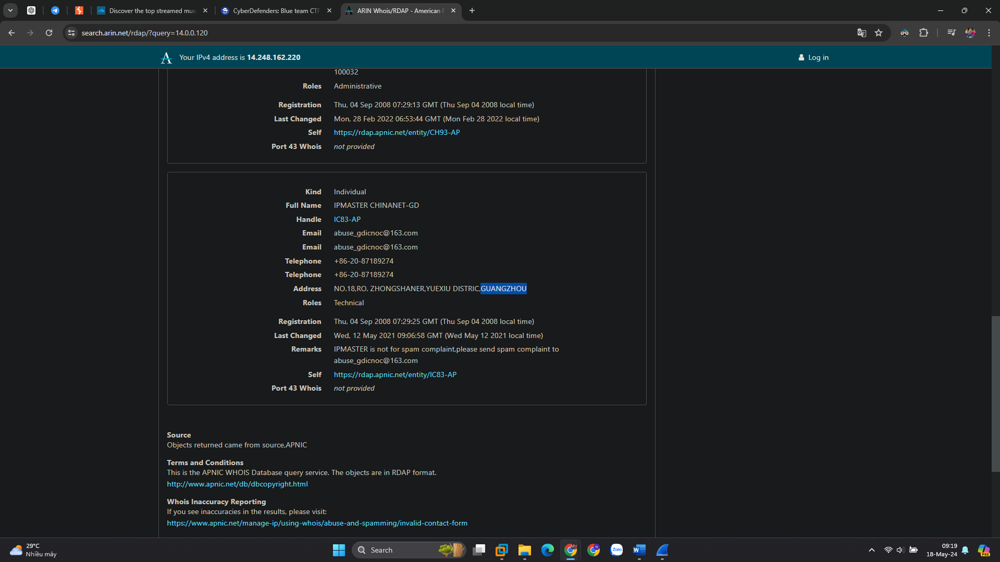 Discover the top streamed mus
CyberDefenders: Blue team CTF
ARIN Whois/RDAP - American R
search.arin.net/rdap/?query=14.0.0.120
Your IPv4 address is 14.248.162.220
Log in
100032
Roles Administrative
Registration Thu, 04 Sep 2008 07:29:13 GMT (Thu Sep 04 2008 local time)
Last Changed Mon, 28 Feb 2022 06:53:44 GMT (Mon Feb 28 2022 local time)
Self https://rdap.apnic.net/entity/CH93-AP
Port 43 Whois not provided
Kind Individual
Full Name IPMASTER CHINANET-GD
Handle IC83-AP
Email abuse_gdicnoc@163.com
Email abuse_gdicnoc@163.com
Telephone +86-20-87189274
Telephone +86-20-87189274
Address NO.18,RO. ZHONGSHANER,YUEXIU DISTRIC,GUANGZHOU
Roles Technical
Registration Thu, 04 Sep 2008 07:29:25 GMT (Thu Sep 04 2008 local time)
Last Changed Wed, 12 May 2021 09:06:58 GMT (Wed May 12 2021 local time)
Remarks IPMASTER is not for spam complaint,please send spam complaint to
abuse_gdicnoc@163.com
Self https://rdap.apnic.net/entity/IC83-AP
Port 43 Whois not provided
Source
Objects returned came from source,APNIC
Terms and Conditions
This is the APNIC WHOIS Database query service. The objects are in RDAP format.
http://www.apnic.net/db/dbcopyright.html
Whois Inaccuracy Reporting
If you see inaccuracies in the results, please visit:
https://www.apnic.net/manage-ip/using-whois/abuse-and-spamming/invalid-contact-form
29°C
Nhiều mây
Search
Zalo
09:19
18-May-24
PRE